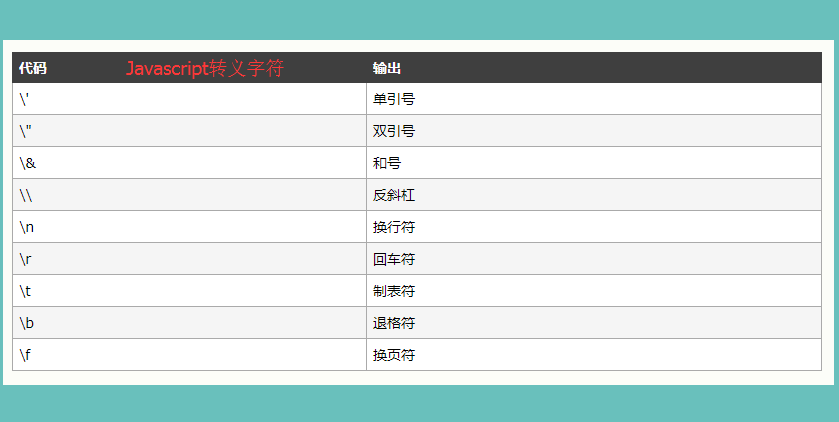 代码 Javascript转义字符 输出
\' 单引号
\" 双引号
\& 和号
\\ 反斜杠
\n 换行符
\r 回车符
\t 制表符
\b 退格符
\f 换页符